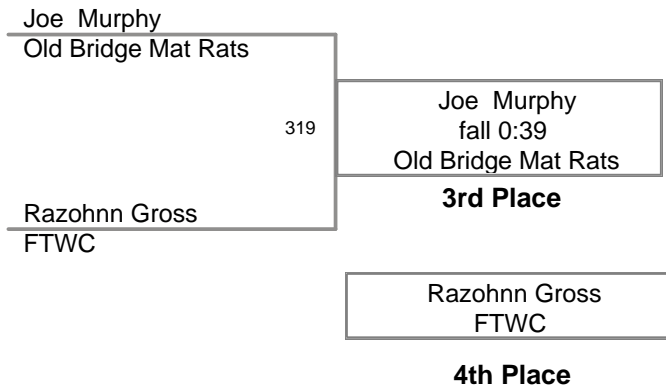 Joe Murphy
Old Bridge Mat Rats
319
Joe Murphy
fall 0:39
Old Bridge Mat Rats
3rd Place
Razohnn Gross
FTWC
Razohnn Gross
FTWC
4th Place